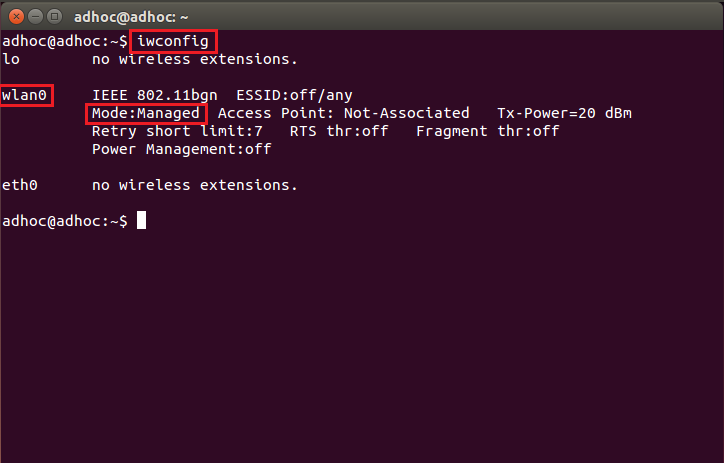 adhoc@adhoc: ~
adhoc@adhoc:~$ iwconfig
lo        no wireless extensions.
wlan0     IEEE 802.11bgn  ESSID:off/any
          Mode:Managed  Access Point: Not-Associated   Tx-Power=20 dBm
          Retry short limit:7   RTS thr:off   Fragment thr:off
          Power Management:off
eth0      no wireless extensions.
adhoc@adhoc:~$